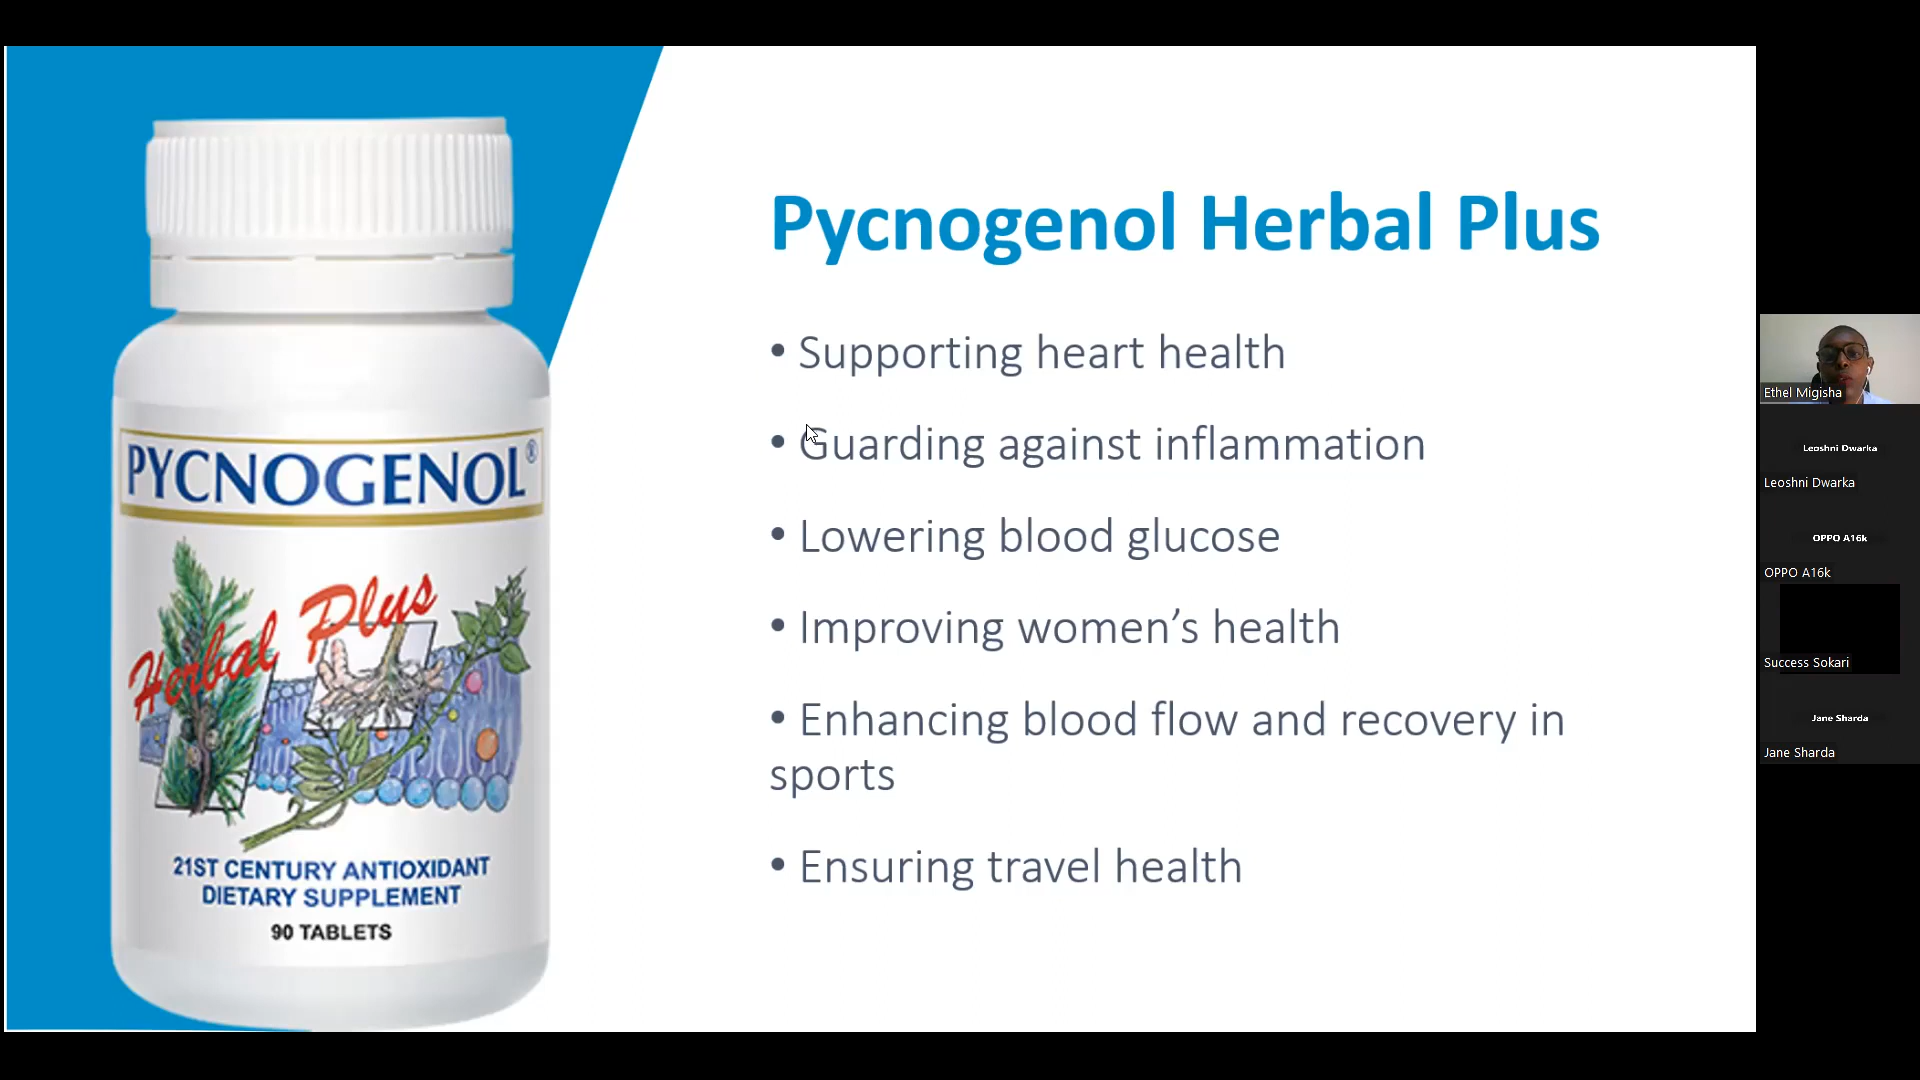 PYCNOGENOL®
Herbal Plus
21ST CENTURY ANTIOXIDANT
DIETARY SUPPLEMENT
90 TABLETS
Pycnogenol Herbal Plus
• Supporting heart health
• Guarding against inflammation
• Lowering blood glucose
• Improving women’s health
• Enhancing blood flow and recovery in
sports
• Ensuring travel health
Ethel Migisha
Leoshni Dwarka
Leoshni Dwarka
OPPO A16k
OPPO A16k
Success Sokari
Jane Sharda
Jane Sharda